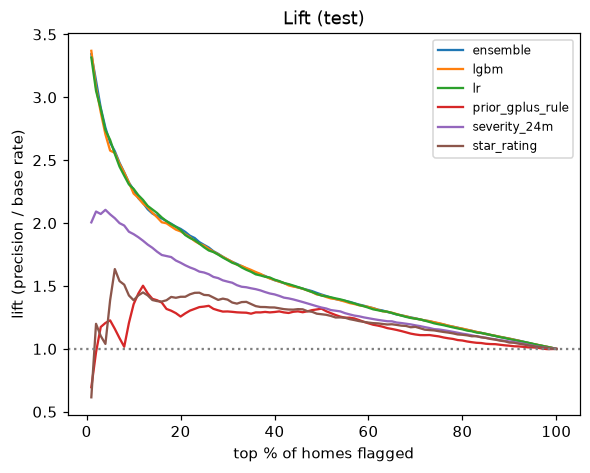 Lift (test)
3.5
3.0
2.5
2.0
1.5
1.0
0.5
lift (precision / base rate)
ensemble
lgbm
lr
prior_gplus_rule
severity_24m
star_rating
0
20
40
60
80
100
top % of homes flagged